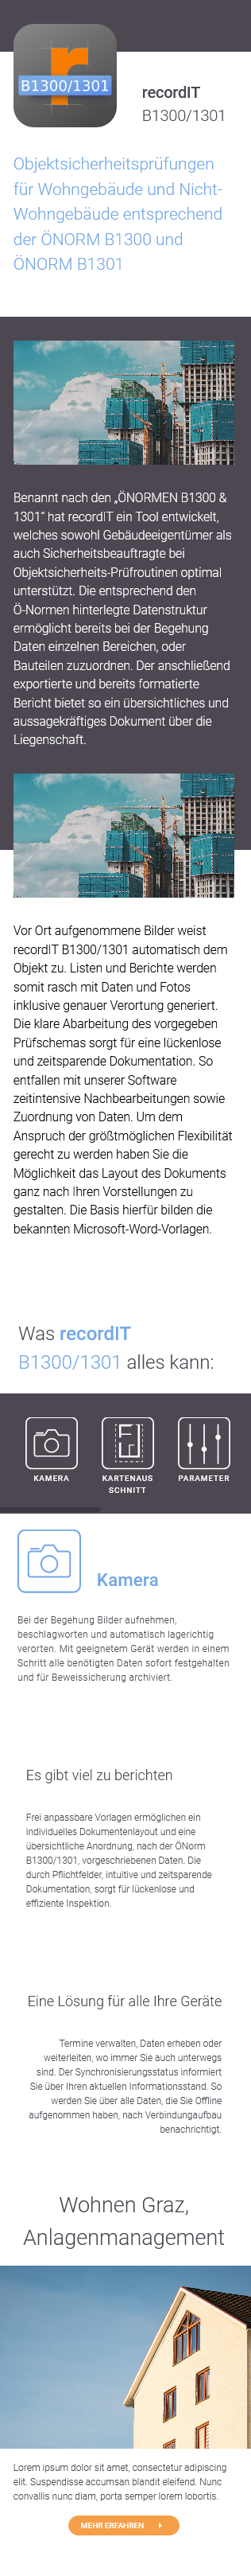 B1300/1301
recordIT
B1300/1301
Objektsicherheitsprüfungen
für Wohngebäude und Nicht-
Wohngebäude entsprechend
der ÖNORM B1300 und
ÖNORM B1301
Benannt nach den „ÖNORMEN B1300 &
1301“ hat recordIT ein Tool entwickelt,
welches sowohl Gebäudeeigentümer als
auch Sicherheitsbeauftragte bei
Objektsicherheits-Prüfroutinen optimal
unterstützt. Die entsprechend den
Ö-Normen hinterlegte Datenstruktur
ermöglicht bereits bei der Begehung
Daten einzelnen Bereichen, oder
Bauteilen zuzuordnen. Der anschließend
exportierte und bereits formatierte
Bericht bietet so ein übersichtliches und
aussagekräftiges Dokument über die
Liegenschaft.
Vor Ort aufgenommene Bilder weist
recordIT B1300/1301 automatisch dem
Objekt zu. Listen und Berichte werden
somit rasch mit Daten und Fotos
inklusive genauer Verortung generiert.
Die klare Abarbeitung des vorgegeben
Prüfschemas sorgt für eine lückenlose
und zeitsparende Dokumentation. So
entfallen mit unserer Software
zeitintensive Nachbearbeitungen sowie
Zuordnung von Daten. Um dem
Anspruch der größtmöglichen Flexibilität
gerecht zu werden haben Sie die
Möglichkeit das Layout des Dokuments
ganz nach Ihren Vorstellungen zu
gestalten. Die Basis hierfür bilden die
bekannten Microsoft-Word-Vorlagen.
Was recordIT
B1300/1301 alles kann:
KAMERA
KARTENAUS
SCHNITT
PARAMETER
Kamera
Bei der Begehung Bilder aufnehmen,
beschlagworten und automatisch lagerichtig
verorten. Mit geeignetem Gerät werden in einem
Schritt alle benötigten Daten sofort festgehalten
und für Beweissicherung archiviert.
Es gibt viel zu berichten
Frei anpassbare Vorlagen ermöglichen ein
individuelles Dokumentenlayout und eine
übersichtliche Anordnung, nach der ÖNorm
B1300/1301, vorgeschriebenen Daten. Die
durch Pflichtfelder, intuitive und zeitsparende
Dokumentation, sorgt für lückenlose und
effiziente Inspektion.
Eine Lösung für alle Ihre Geräte
Termine verwalten, Daten erheben oder
weiterleiten, wo immer Sie auch unterwegs
sind. Der Synchronisierungsstatus informiert
Sie über Ihren aktuellen Informationsstand. So
werden Sie über alle Daten, die Sie Offline
aufgenommen haben, nach Verbindungaufbau
benachrichtigt.
Wohnen Graz,
Anlagenmanagement
Lorem ipsum dolor sit amet, consectetur adipiscing
elit. Suspendisse accumsan blandit eleifend. Nunc
convallis nunc diam, porta semper lorem lobortis.
MEHR ERFAHREN